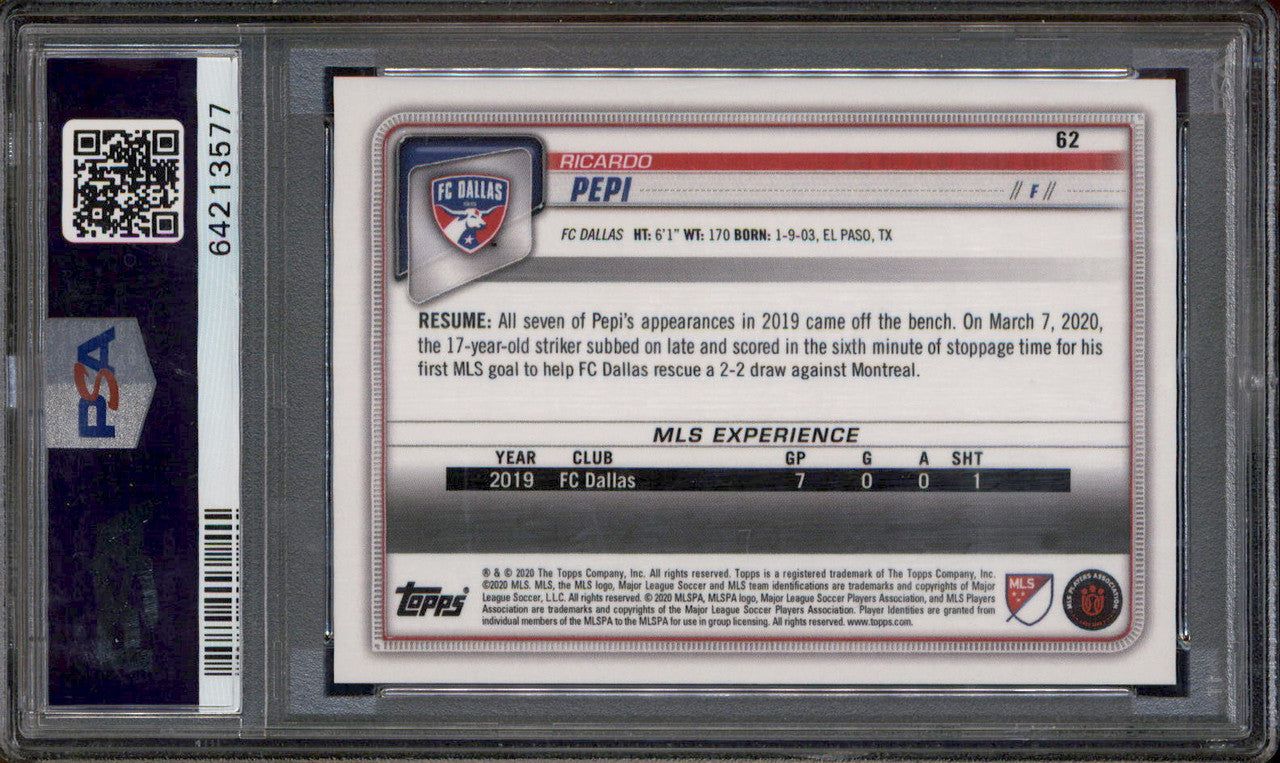 64213577
PSA
62
RICARDO
PEPI
// F //
FC DALLAS
FC DALLAS HT: 6'1" WT: 170 BORN: 1-9-03, EL PASO, TX
RESUME: All seven of Pepi's appearances in 2019 came off the bench. On March 7, 2020,
the 17-year-old striker subbed on late and scored in the sixth minute of stoppage time for his
first MLS goal to help FC Dallas rescue a 2-2 draw against Montreal.
MLS EXPERIENCE
YEAR CLUB GP G A SHT
2019 FC Dallas 7 0 0 1
Topps
® & © 2020 The Topps Company, Inc. All rights reserved. Topps is a registered trademark of The Topps Company, Inc.
©2020 MLS. MLS, the MLS logo, Major League Soccer and MLS team identifications are trademarks and copyrights of Major
League Soccer, L.L.C. All rights reserved. © 2020 MLSPA, MLSPA logo, Major League Soccer Players Association, and MLS Players
Association are trademarks and copyrights of the Major League Soccer Players Association. Player Identities are granted from
individual members of the MLSPA to the MLSPA for use in group licensing. All rights reserved. www.topps.com.
MLS
MLS PLAYERS ASSOCIATION